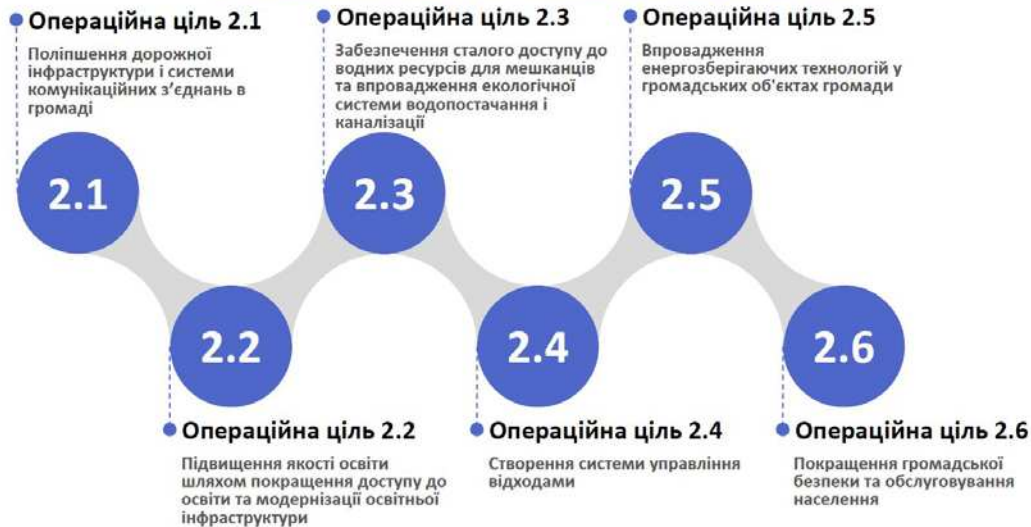 Операційна ціль 2.1
Поліпшення дорожної
інфраструктури і системи
комунікаційних з’єднань в
громаді
Операційна ціль 2.3
Забезпечення сталого доступу до
водних ресурсів для мешканців
та впровадження екологічної
системи водопостачання і
каналізації
Операційна ціль 2.5
Впровадження
енергозберігаючих технологій у
громадських об'єктах громади
2.1
2.3
2.5
2.2
2.4
2.6
Операційна ціль 2.2
Підвищення якості освіти
шляхом покращення доступу до
освіти та модернізації освітньої
інфраструктури
Операційна ціль 2.4
Створення системи управління
відходами
Операційна ціль 2.6
Покращення громадської
безпеки та обслуговування
населення